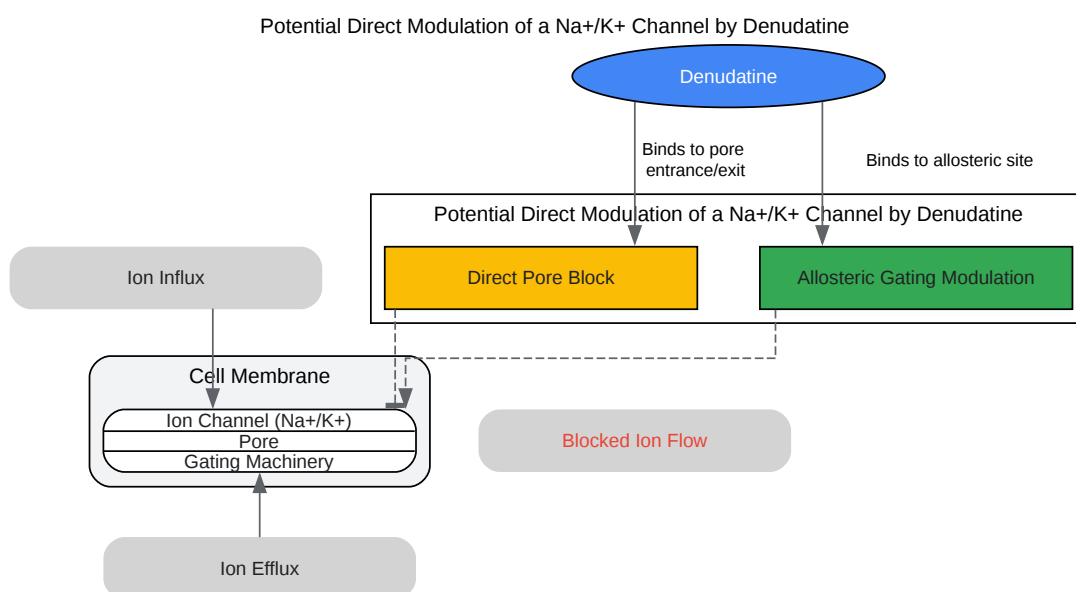 Potential Direct Modulation of a Na+/K+ Channel by Denudatine
Denudatine
Binds to pore
entrance/exit
Binds to allosteric site
Potential Direct Modulation of a Na+/K+ Channel by Denudatine
Ion Influx
Direct Pore Block
Allosteric Gating Modulation
Cell Membrane
Ion Channel (Na+/K+)
Pore
Gating Machinery
Blocked Ion Flow
Ion Efflux